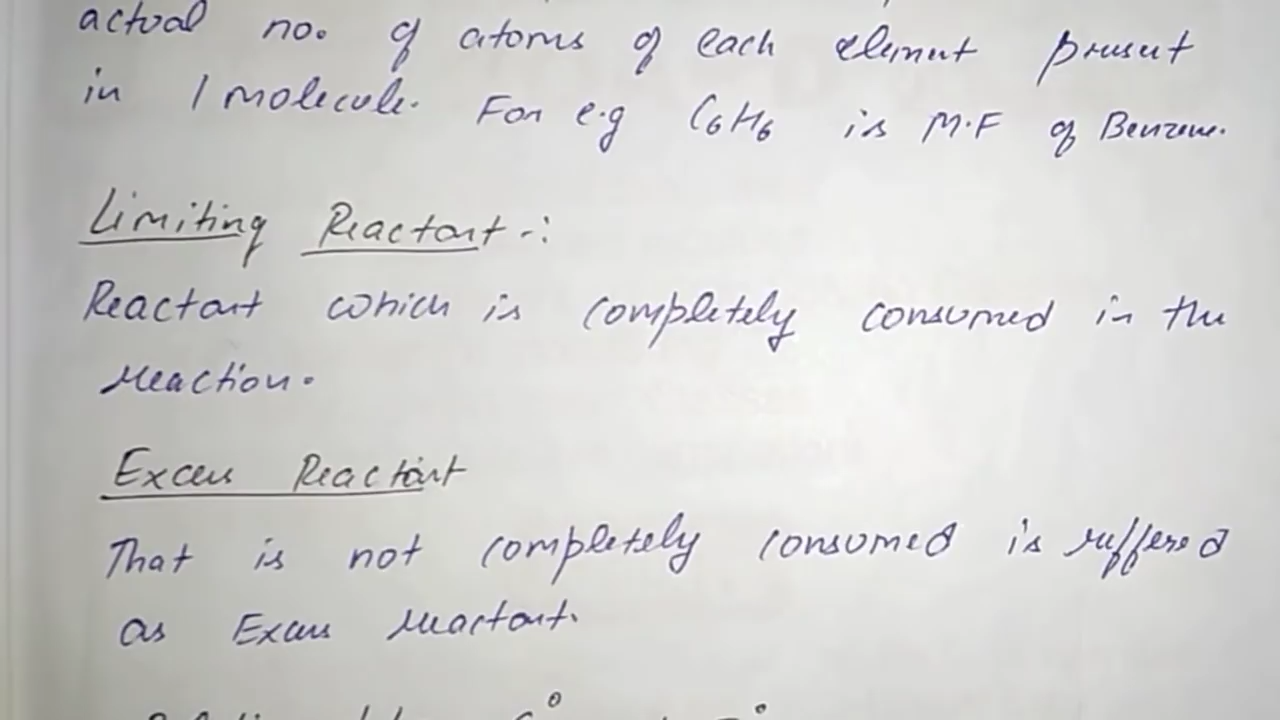 actual no. of atoms of each element present
in 1 molecule. For e.g C6H6 is M.F of Benzene.
Limiting Reactant -:
Reactant which is completely consumed in the
reaction.
Excess Reactant
That is not completely consumed is reffered
as Excess reactant.